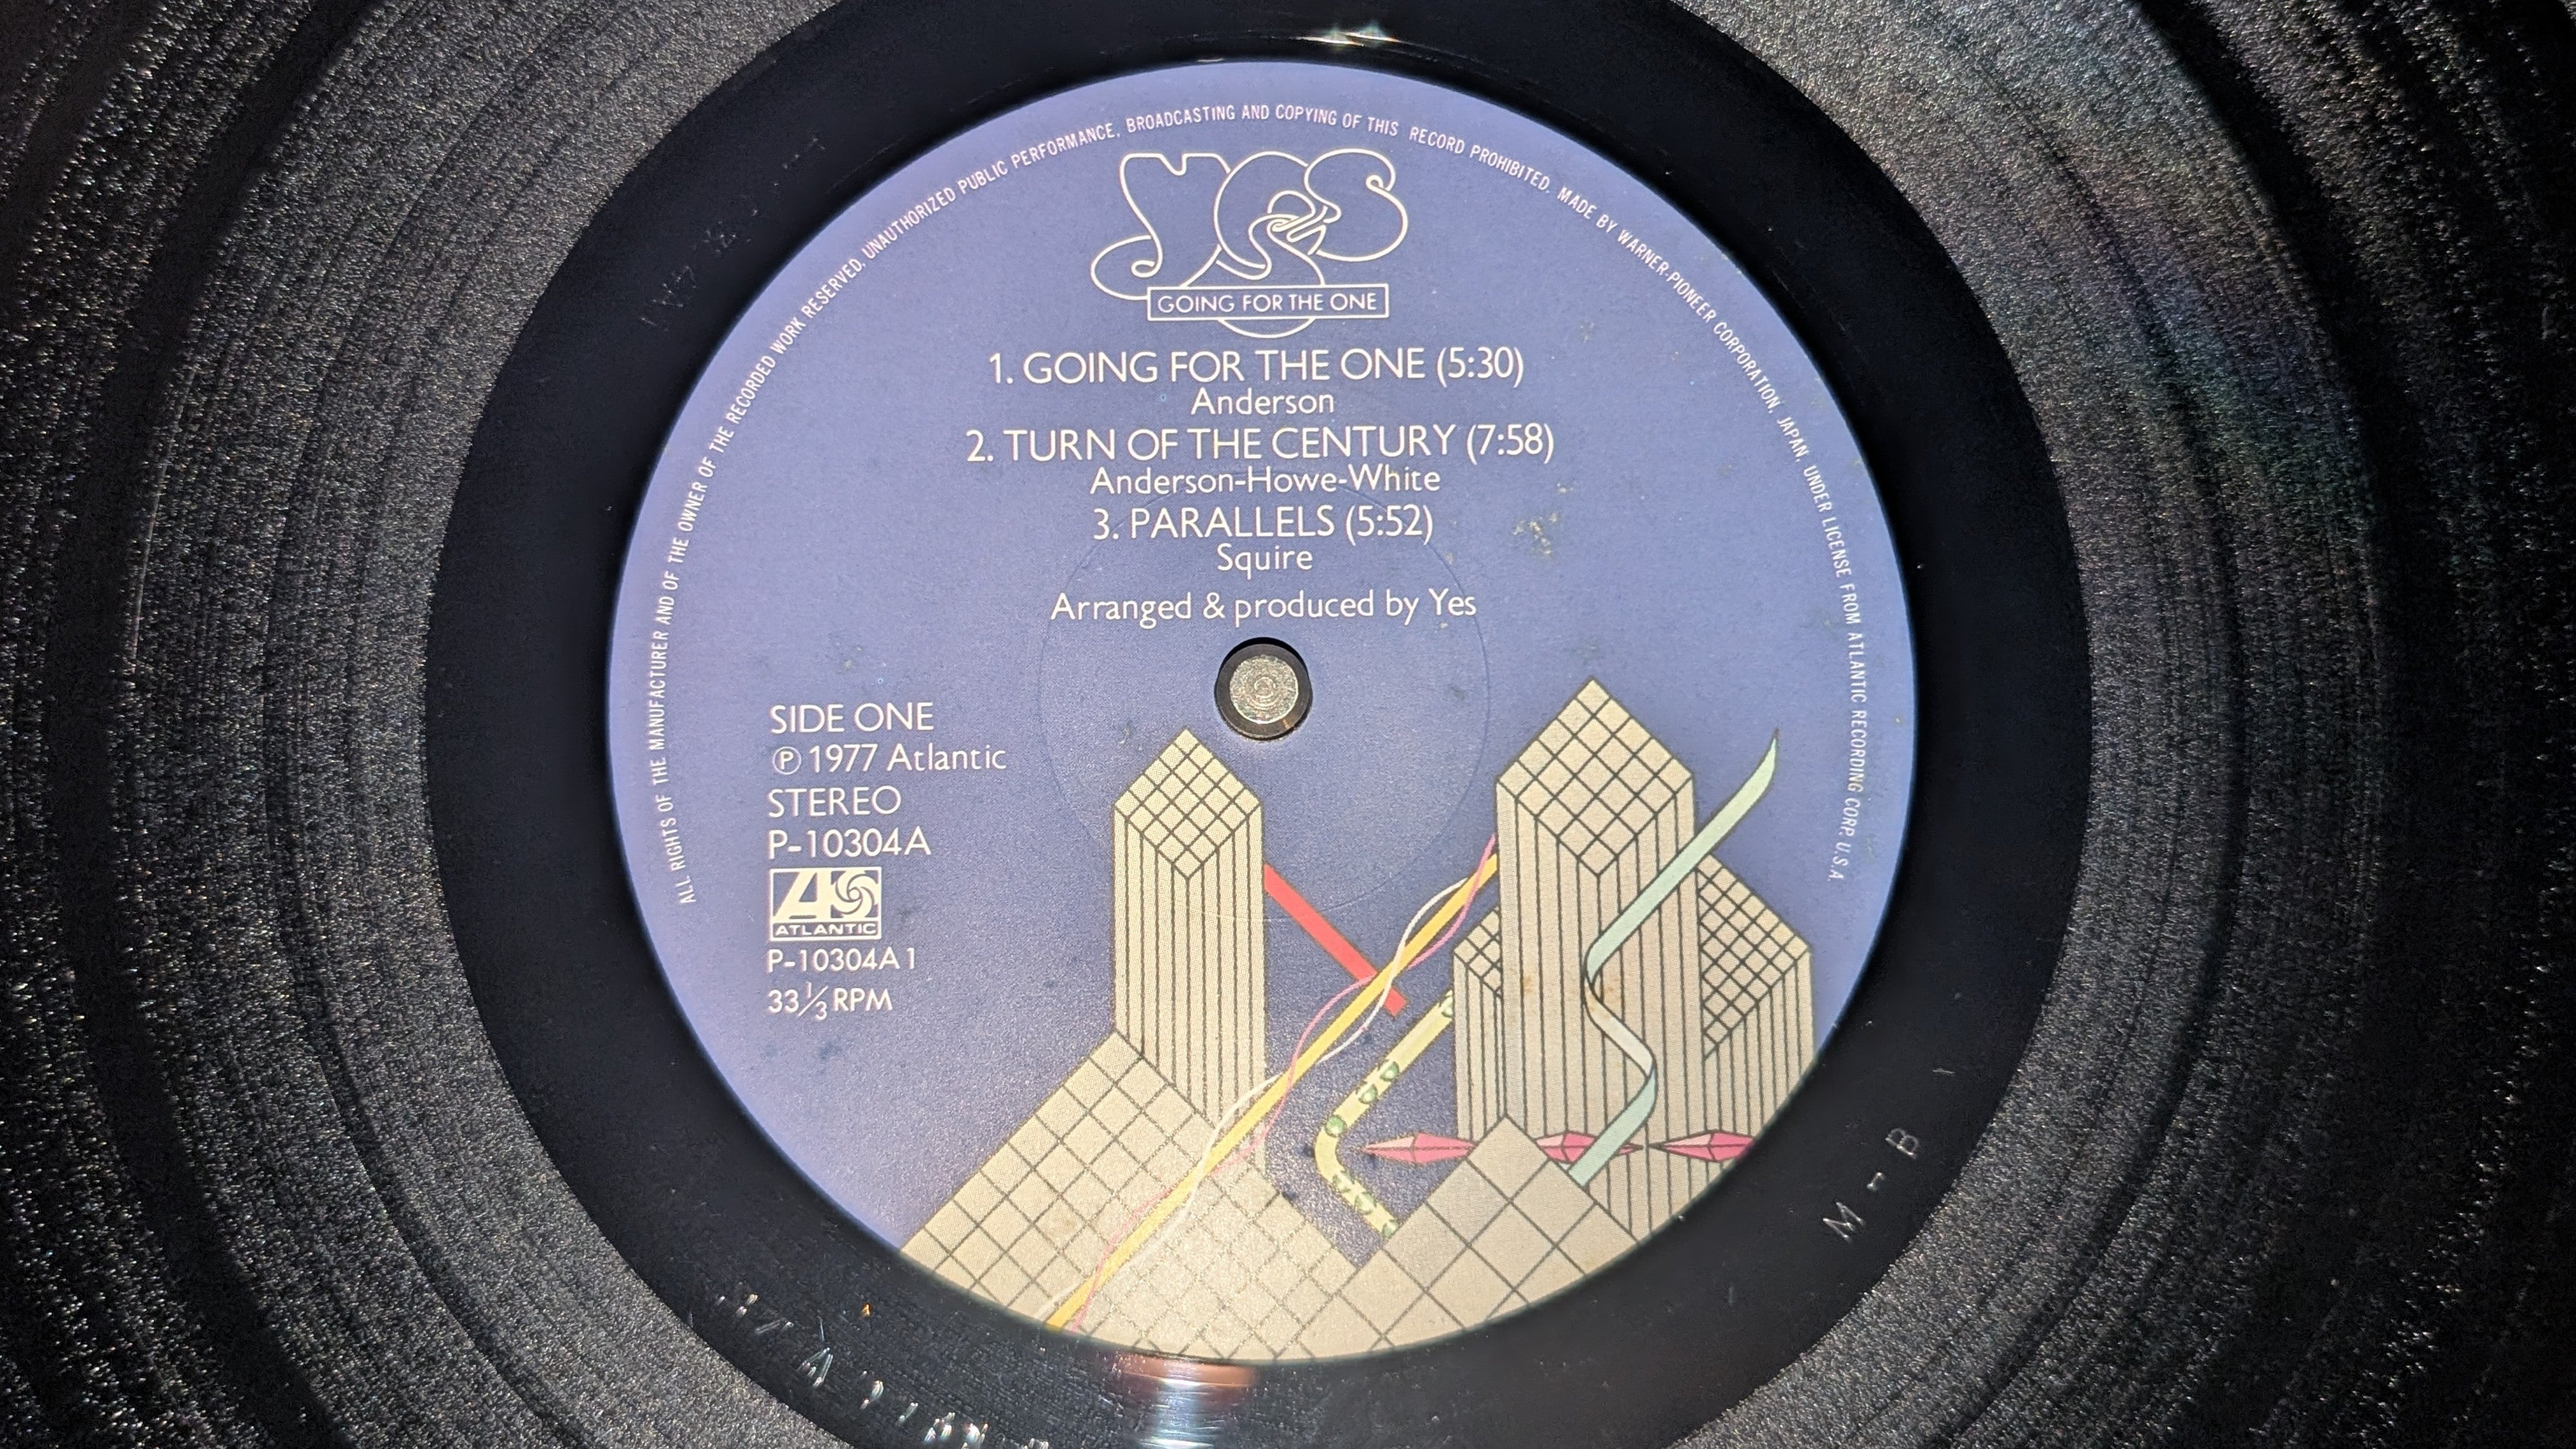 ALL RIGHTS OF THE MANUFACTURER AND OF THE OWNER OF THE RECORDED WORK RESERVED. UNAUTHORIZED PUBLIC PERFORMANCE, BROADCASTING AND COPYING OF THIS RECORD PROHIBITED. MADE BY WARNER-PIONEER CORPORATION, JAPAN, UNDER LICENSE FROM ATLANTIC RECORDING CORP. U.S.A.
yes
GOING FOR THE ONE
1. GOING FOR THE ONE (5:30)
Anderson
2. TURN OF THE CENTURY (7:58)
Anderson-Howe-White
3. PARALLELS (5:52)
Squire
Arranged & produced by Yes
SIDE ONE
Ⓟ 1977 Atlantic
STEREO
P-10304A
ATLANTIC
P-10304A1
33⅓ RPM
M-B